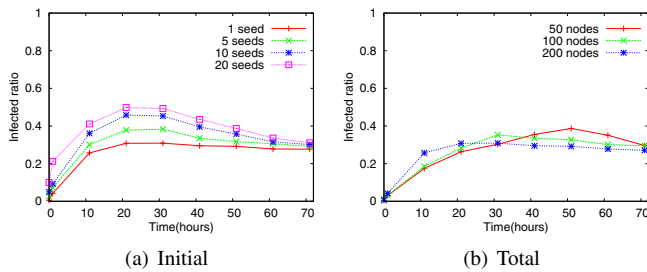 1
0.8
0.6
0.4
0.2
0
Infected ratio
1 seed
5 seeds
10 seeds
20 seeds
0 10 20 30 40 50 60 70
Time(hours)
(a) Initial
1
0.8
0.6
0.4
0.2
0
Infected ratio
50 nodes
100 nodes
200 nodes
0 10 20 30 40 50 60 70
Time(hours)
(b) Total